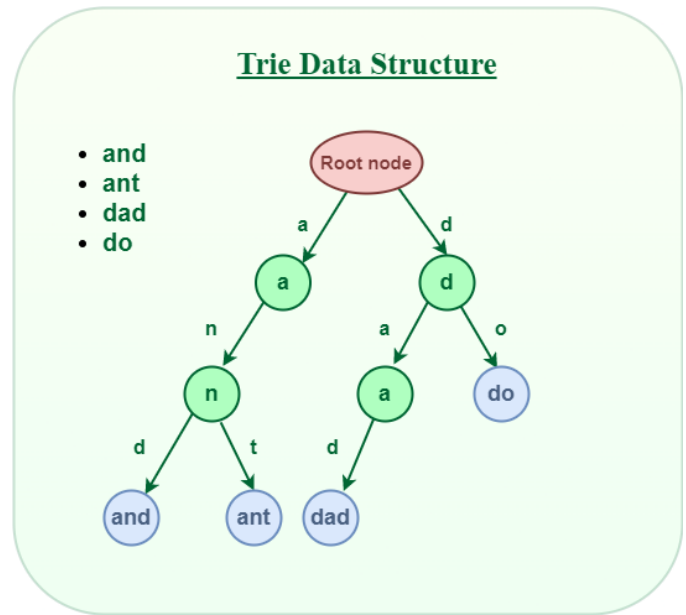 Trie Data Structure
• and
• ant
• dad
• do
Root node
a
d
a
d
n
a
o
n
a
do
d
t
d
and
ant
dad